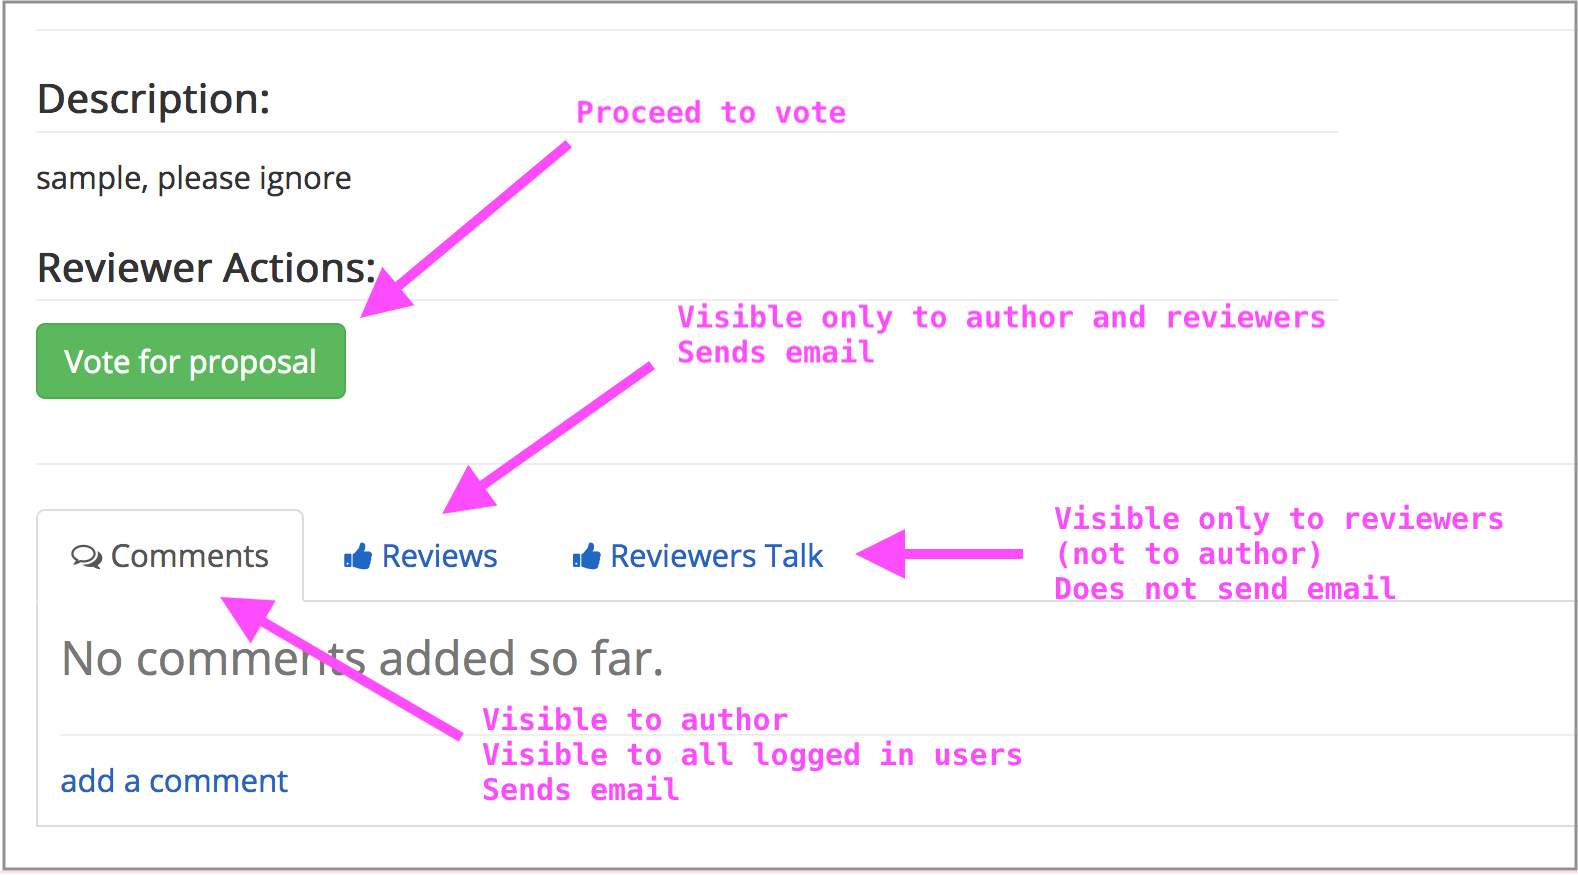 Description:
Proceed to vote
sample, please ignore
Reviewer Actions:
Visible only to author and reviewers
Sends email
Vote for proposal
Visible only to reviewers
(not to author)
Does not send email
Comments
Reviews
Reviewers Talk
No comments added so far.
Visible to author
Visible to all logged in users
Sends email
add a comment